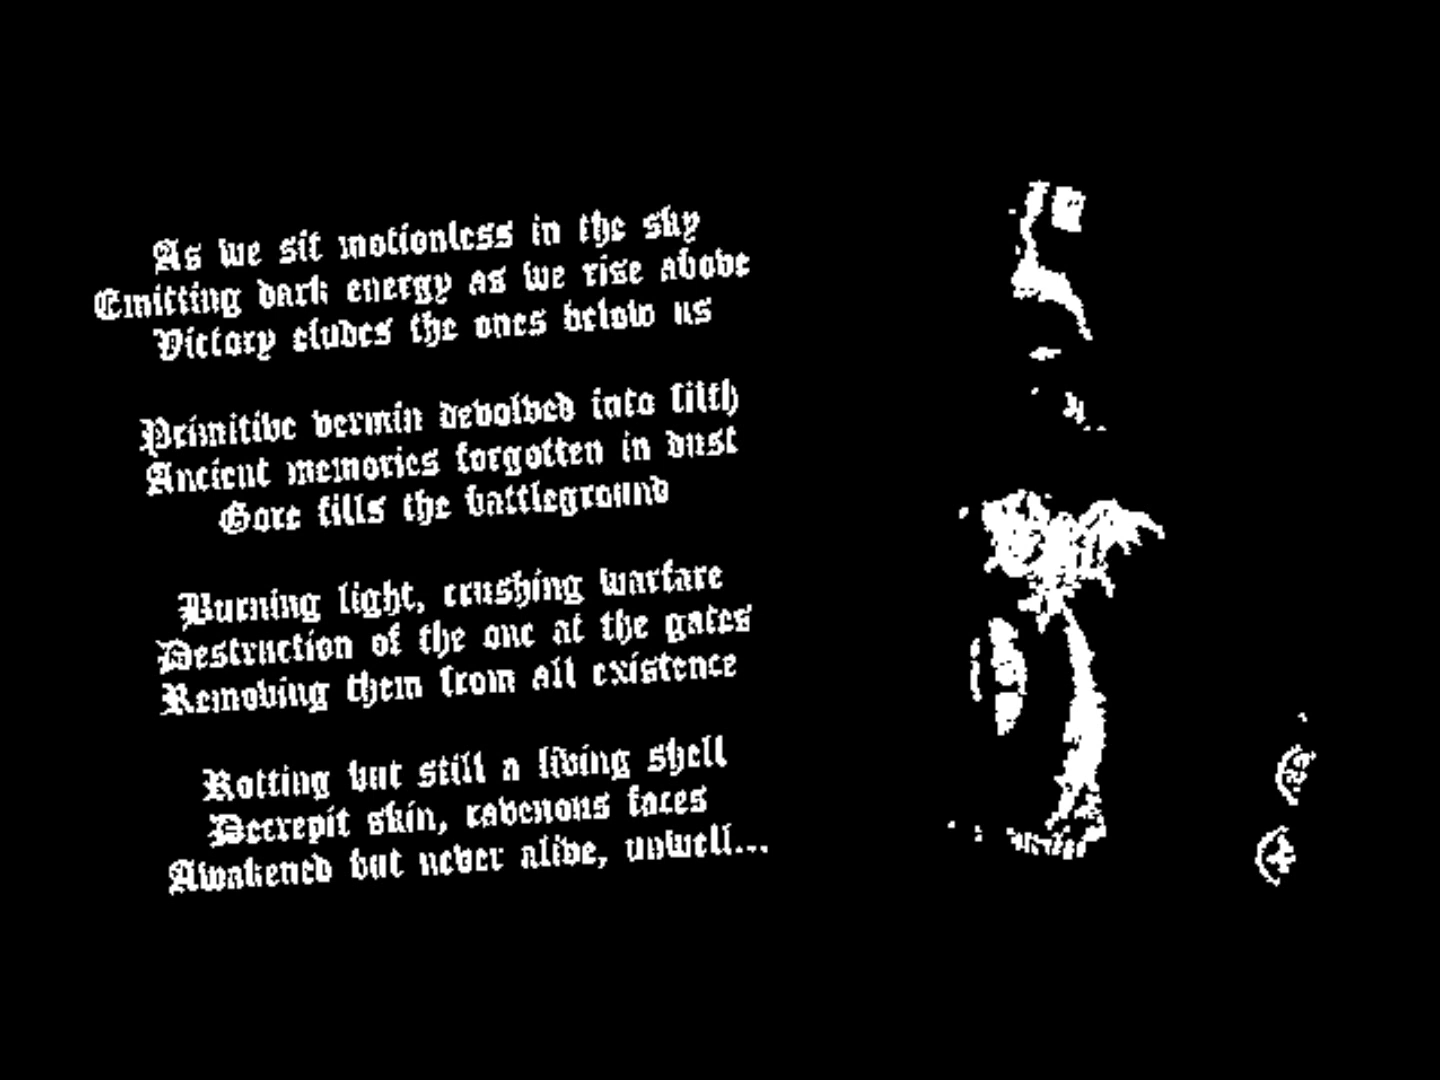 As we sit motionless in the sky
Emitting dark energy as we rise above
Victory eludes the ones below us
Primitive vermin devolved into filth
Ancient memories forgotten in dust
Gore fills the battleground
Burning light, crushing warfare
Destruction of the one at the gates
Removing them from all existence
Rotting but still a living shell
Decrepit skin, ravenous faces
Awakened but never alive, unwell...